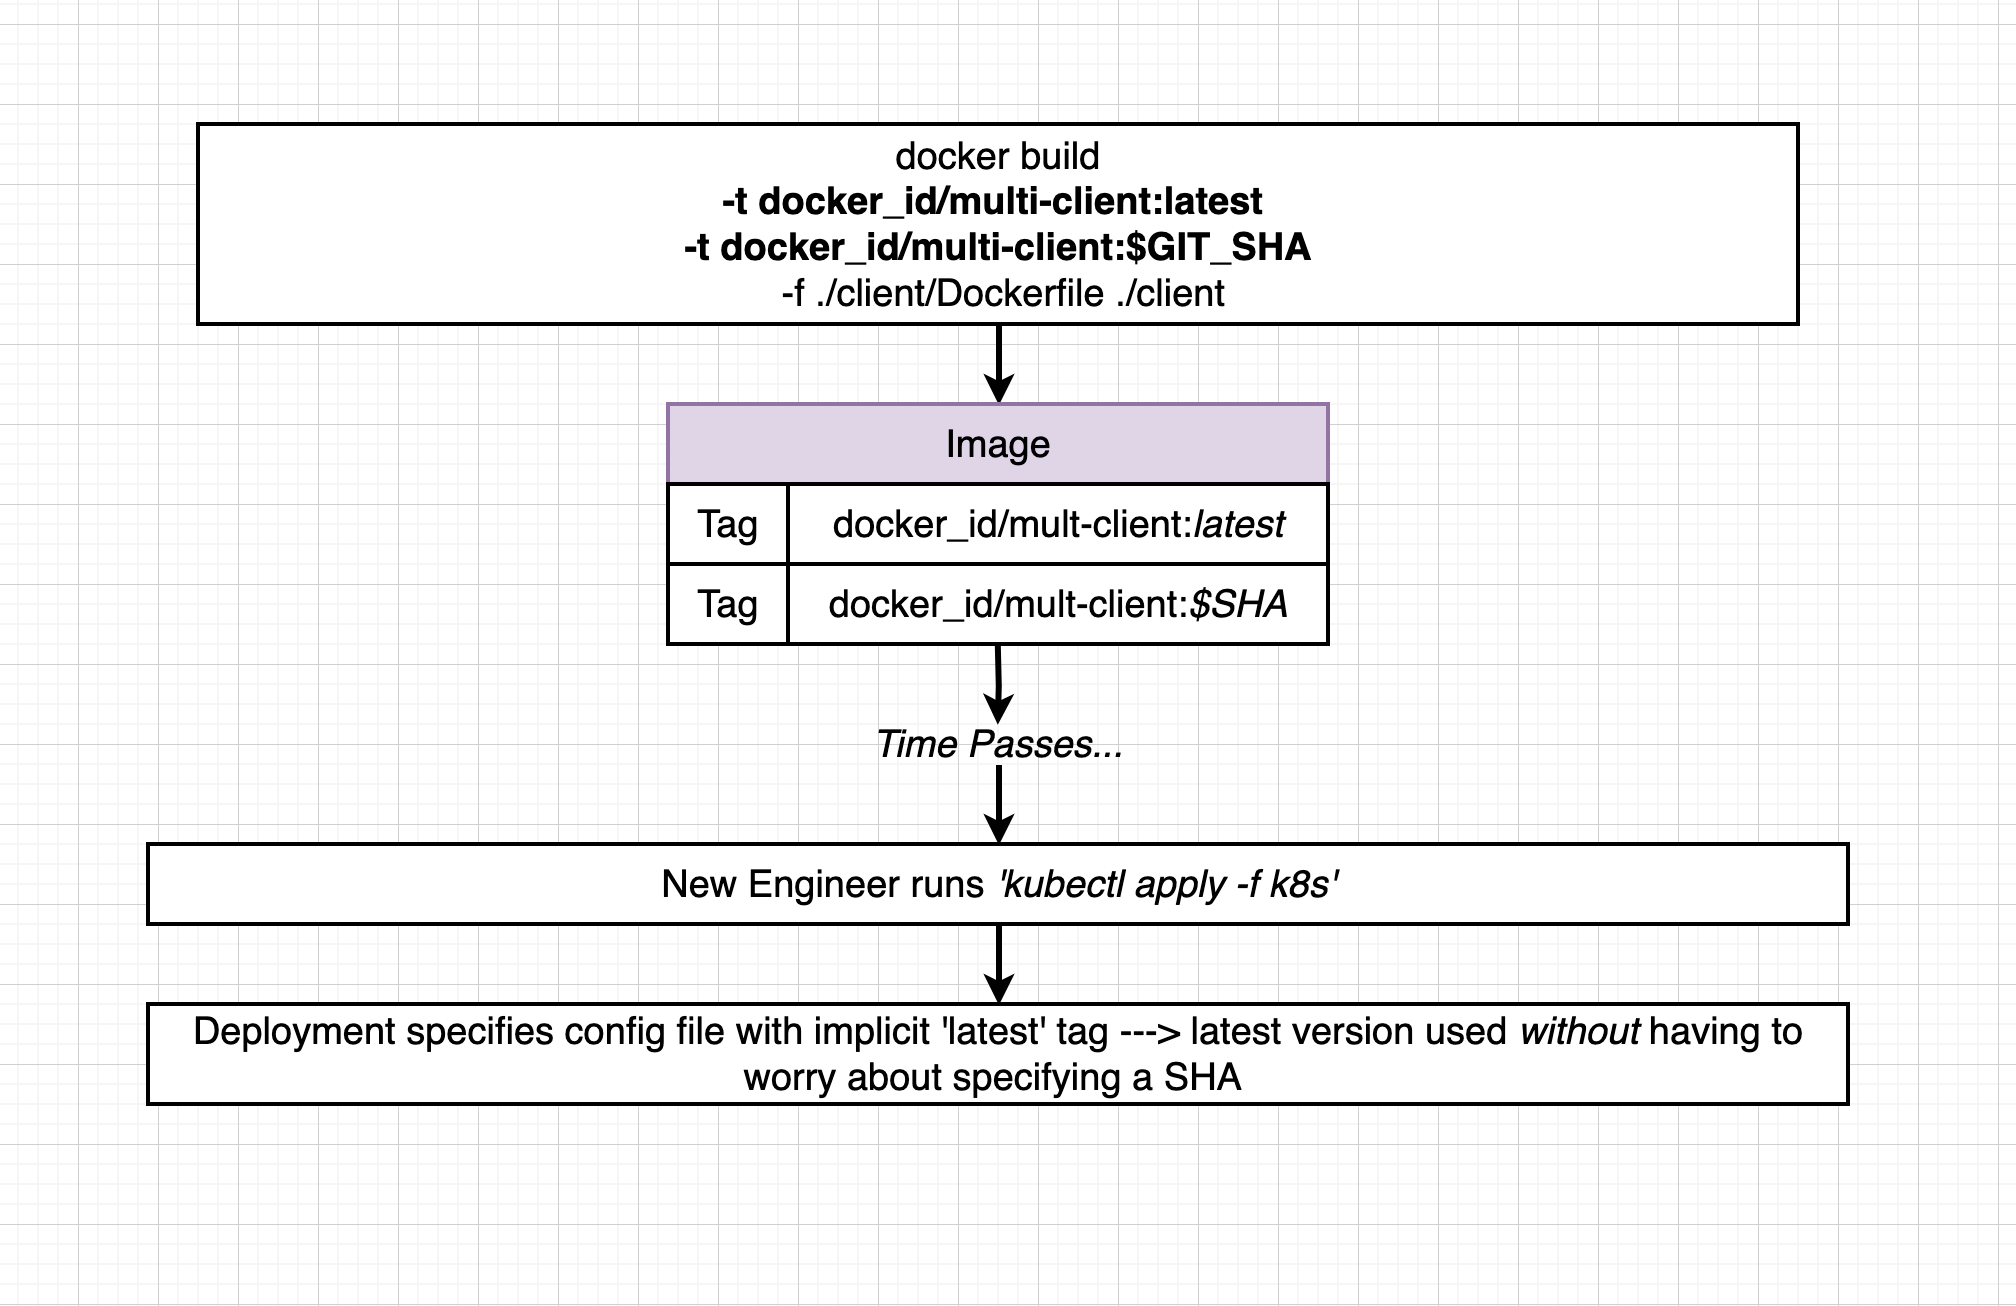 docker build
-t docker_id/multi-client:latest
-t docker_id/multi-client:$GIT_SHA
-f ./client/Dockerfile ./client
Image
Tag docker_id/mult-client:latest
Tag docker_id/mult-client:$SHA
Time Passes...
New Engineer runs 'kubectl apply -f k8s'
Deployment specifies config file with implicit 'latest' tag ---> latest version used without having to
worry about specifying a SHA